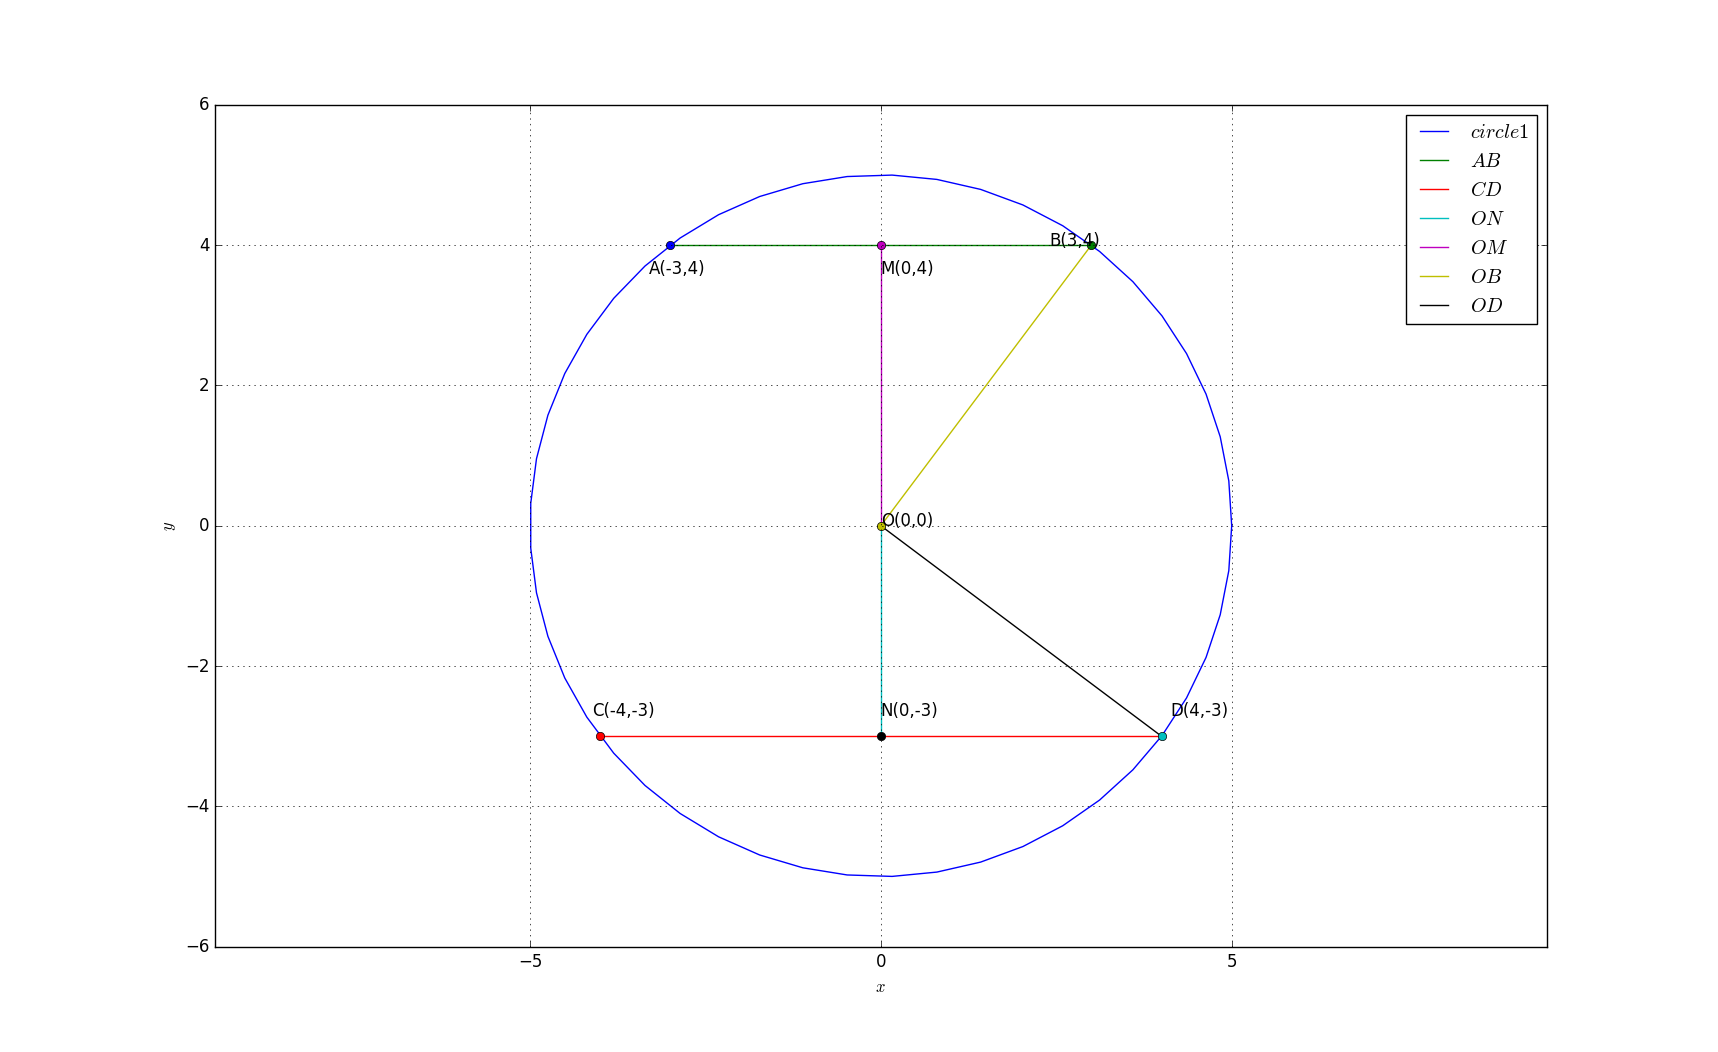 6
circle1
AB
CD
ON
OM
OB
OD
4
B(3,4)
A(-3,4)
M(0,4)
2
y
0
O(0,0)
−2
C(-4,-3)
N(0,-3)
D(4,-3)
−4
−6
−5
0
5
x